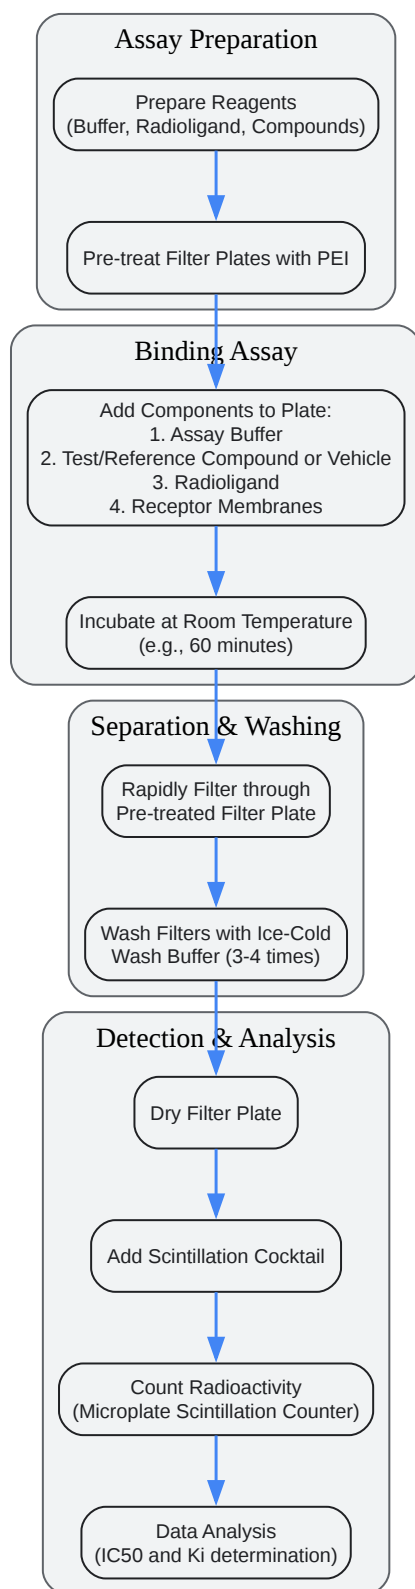 Assay Preparation
Prepare Reagents
(Buffer, Radioligand, Compounds)
Pre-treat Filter Plates with PEI
Binding Assay
Add Components to Plate:
1. Assay Buffer
2. Test/Reference Compound or Vehicle
3. Radioligand
4. Receptor Membranes
Incubate at Room Temperature
(e.g., 60 minutes)
Separation & Washing
Rapidly Filter through
Pre-treated Filter Plate
Wash Filters with Ice-Cold
Wash Buffer (3-4 times)
Detection & Analysis
Dry Filter Plate
Add Scintillation Cocktail
Count Radioactivity
(Microplate Scintillation Counter)
Data Analysis
(IC50 and Ki determination)